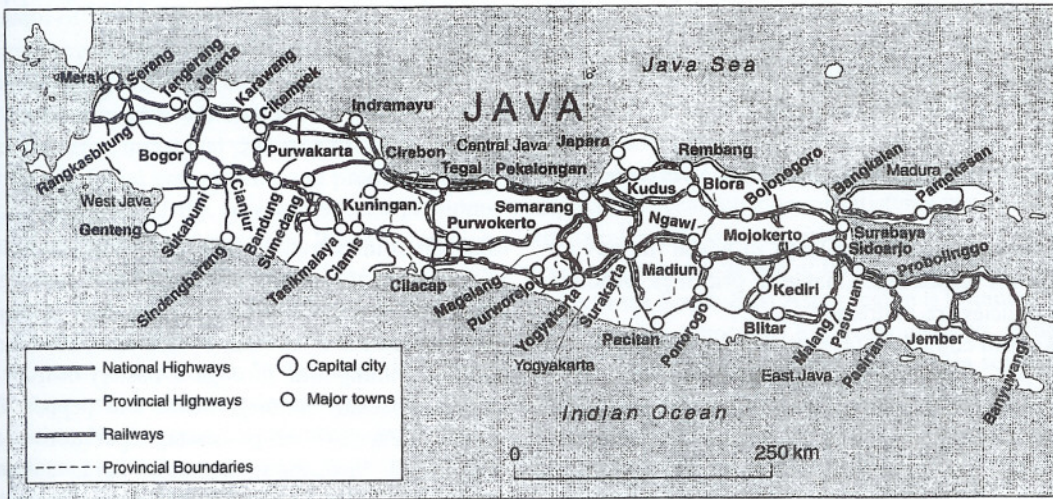 Java Sea
JAVA
Merak
Serang
Tangerang
Jakarta
Karawang
Cikampek
Indramayu
Rangkasbitung
Bogor
Purwakarta
Cirebon
Central Java
Japara
Rembang
Tegal
Pekalongan
Semarang
Kudus
Blora
Bojonegoro
Bangkalan
Madura
Pamekasan
West Java
Genteng
Sukabumi
Cianjur
Bandung
Sumedang
Kuningan
Sindangbarang
Tasikmalaya
Ciamis
Purwokerto
Cilacap
Magelang
Purworejo
Yogyakarta
Yogyakarta
Surakarta
Ngawi
Madiun
Mojokerto
Surabaya
Sidoarjo
Probolinggo
Pacitan
Ponorogo
Kediri
Blitar
Malang
Pasuruan
Pasirian
Jember
Banyuwangi
East Java
Indian Ocean
National Highways
Provincial Highways
Railways
Provincial Boundaries
Capital city
Major towns
0 250 km